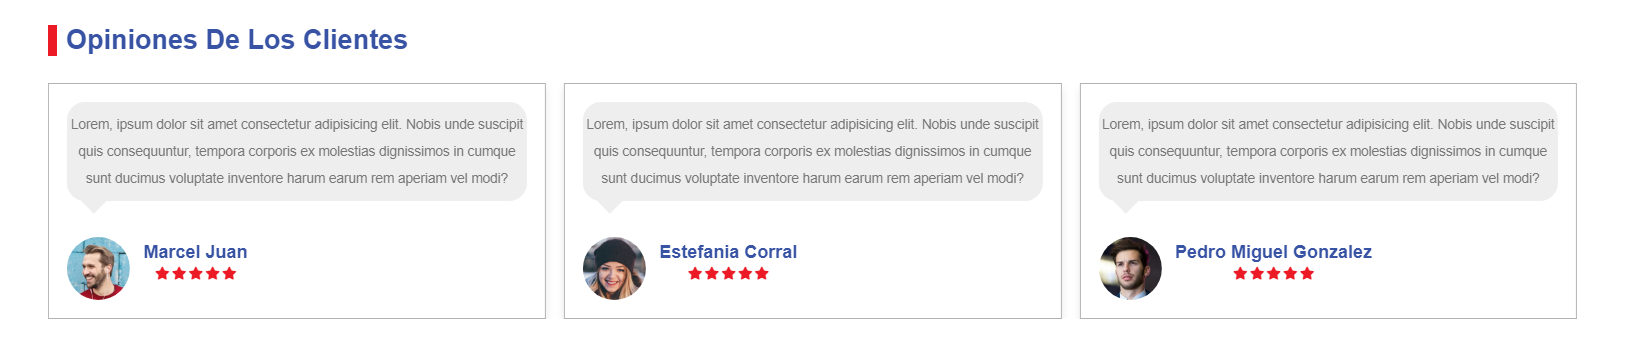 Opiniones De Los Clientes
Lorem, ipsum dolor sit amet consectetur adipisicing elit. Nobis unde suscipit
quis consequuntur, tempora corporis ex molestias dignissimos in cumque
sunt ducimus voluptate inventore harum earum rem aperiam vel modi?
Marcel Juan
Lorem, ipsum dolor sit amet consectetur adipisicing elit. Nobis unde suscipit
quis consequuntur, tempora corporis ex molestias dignissimos in cumque
sunt ducimus voluptate inventore harum earum rem aperiam vel modi?
Estefania Corral
Lorem, ipsum dolor sit amet consectetur adipisicing elit. Nobis unde suscipit
quis consequuntur, tempora corporis ex molestias dignissimos in cumque
sunt ducimus voluptate inventore harum earum rem aperiam vel modi?
Pedro Miguel Gonzalez